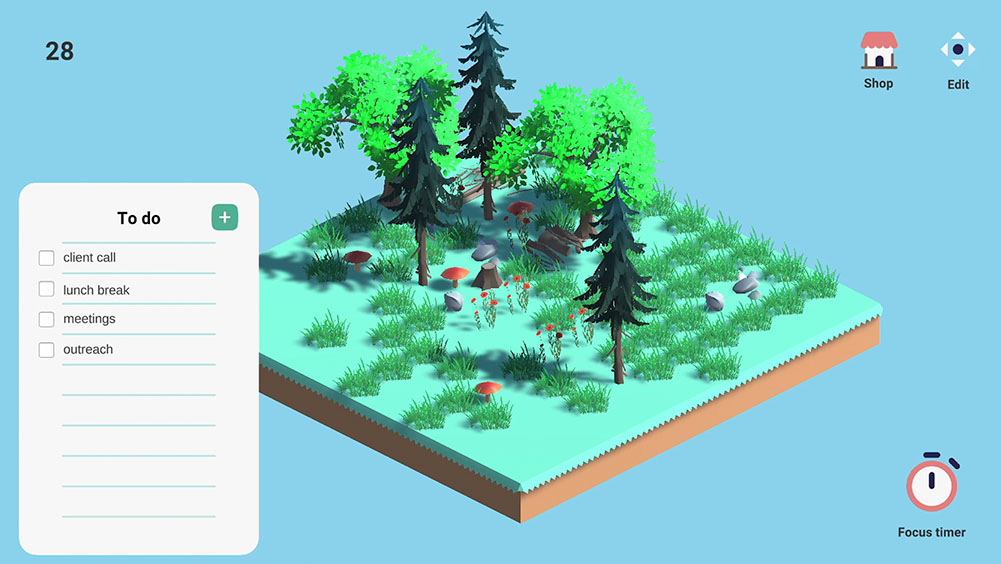 28
Shop
Edit
To do
+
client call
lunch break
meetings
outreach
Focus timer